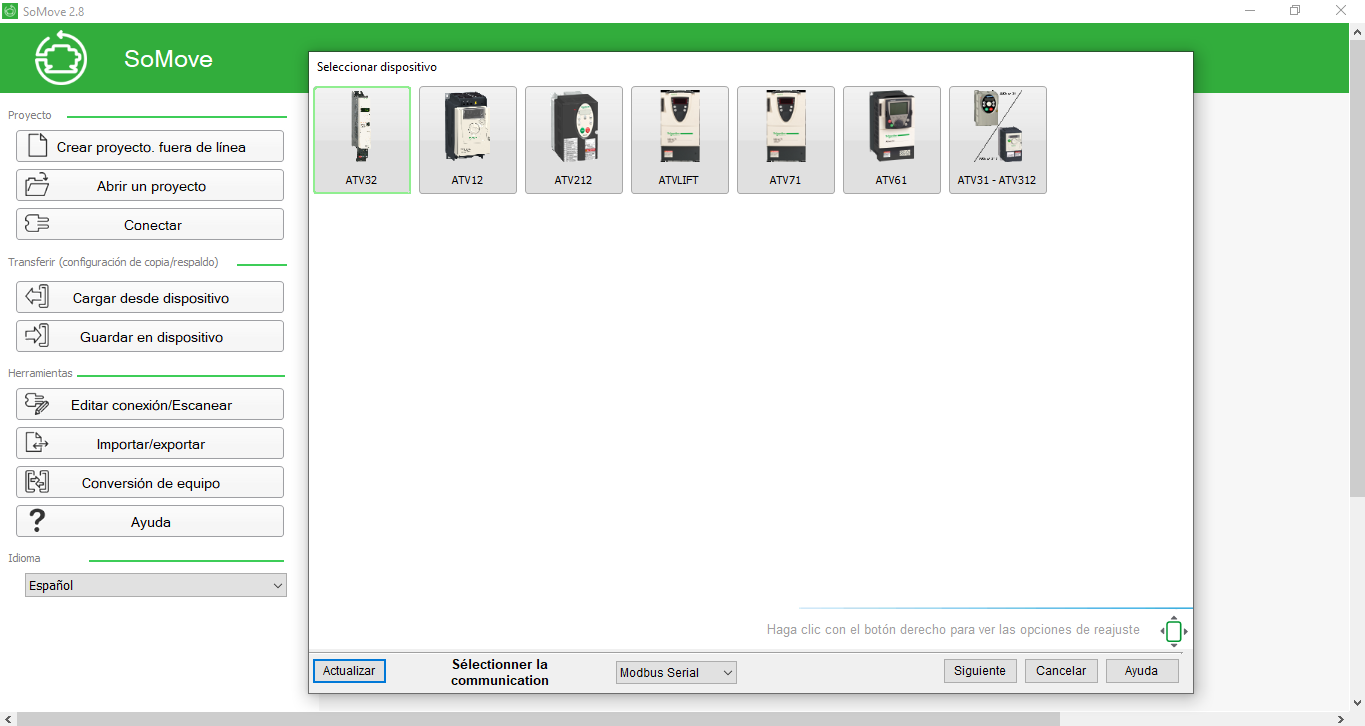 SoMove 2.8
SoMove
Proyecto
Crear proyecto. fuera de línea
Abrir un proyecto
Conectar
Transferir (configuración de copia/respaldo)
Cargar desde dispositivo
Guardar en dispositivo
Herramientas
Editar conexión/Escanear
Importar/exportar
Conversión de equipo
? Ayuda
Idioma
Español
Seleccionar dispositivo
ATV32
ATV12
ATV212
ATVLIFT
ATV71
ATV61
ATV31 - ATV312
Haga clic con el botón derecho para ver las opciones de reajuste
Actualizar
Sélectionner la
communication
Modbus Serial
Siguiente
Cancelar
Ayuda